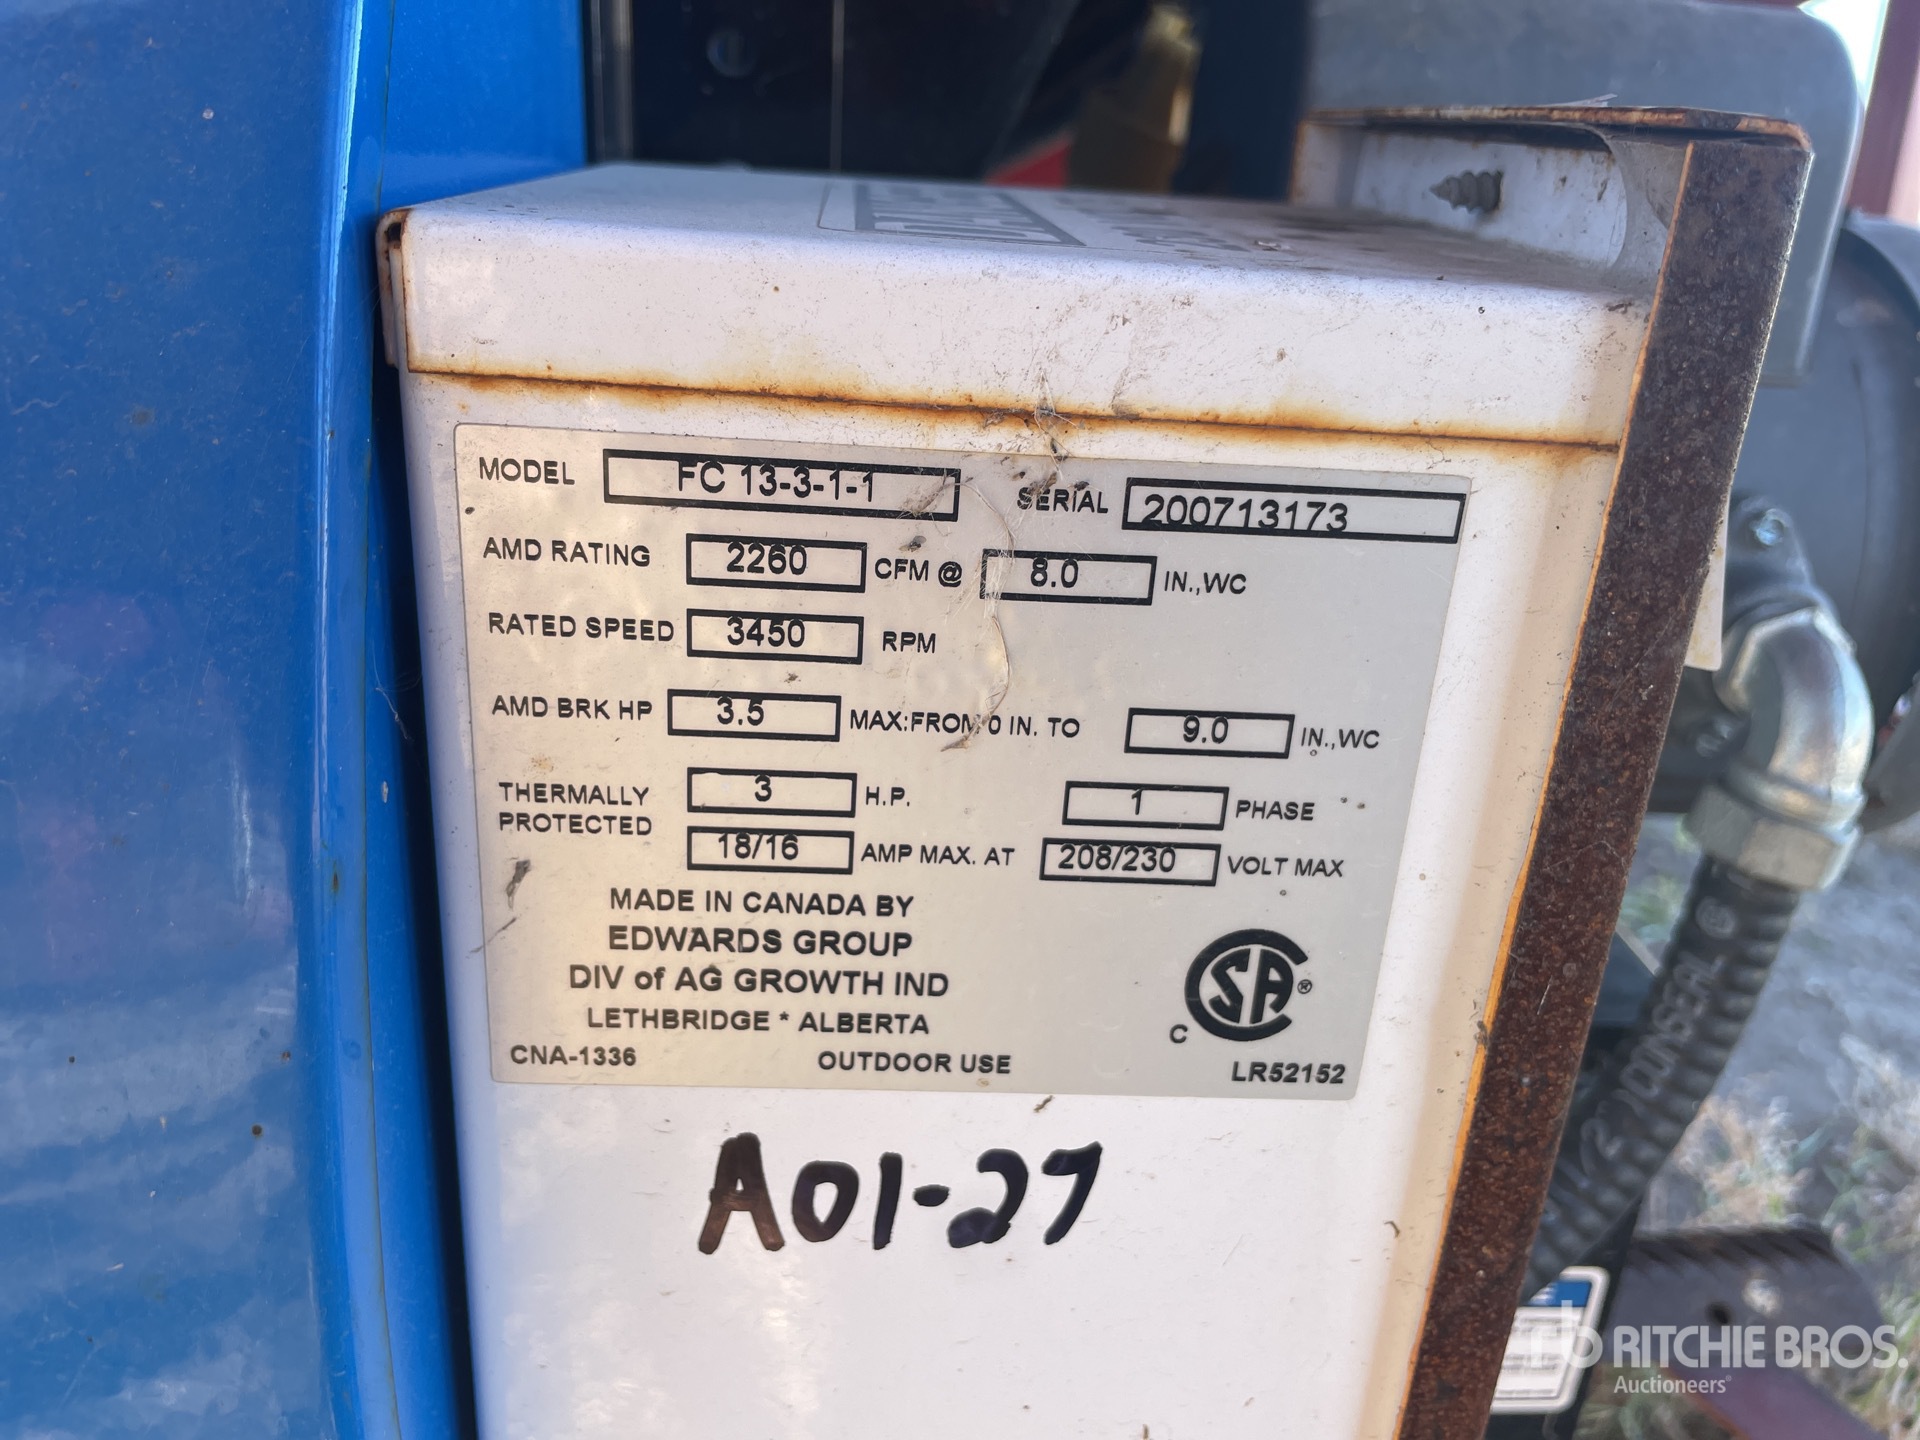 MODEL FC 13-3-1-1 SERIAL 200713173
AMD RATING 2260 CFM @ 8.0 IN.,WC
RATED SPEED 3450 RPM
AMD BRK HP 3.5 MAX:FROM 0 IN. TO 9.0 IN.,WC
THERMALLY PROTECTED 3 H.P. 1 PHASE
18/16 AMP MAX. AT 208/230 VOLT MAX
MADE IN CANADA BY
EDWARDS GROUP
DIV of AG GROWTH IND
LETHBRIDGE * ALBERTA
C SA ®
CNA-1336 OUTDOOR USE LR52152
A01-27
CONSEAL
RITCHIE BROS.
Auctioneers